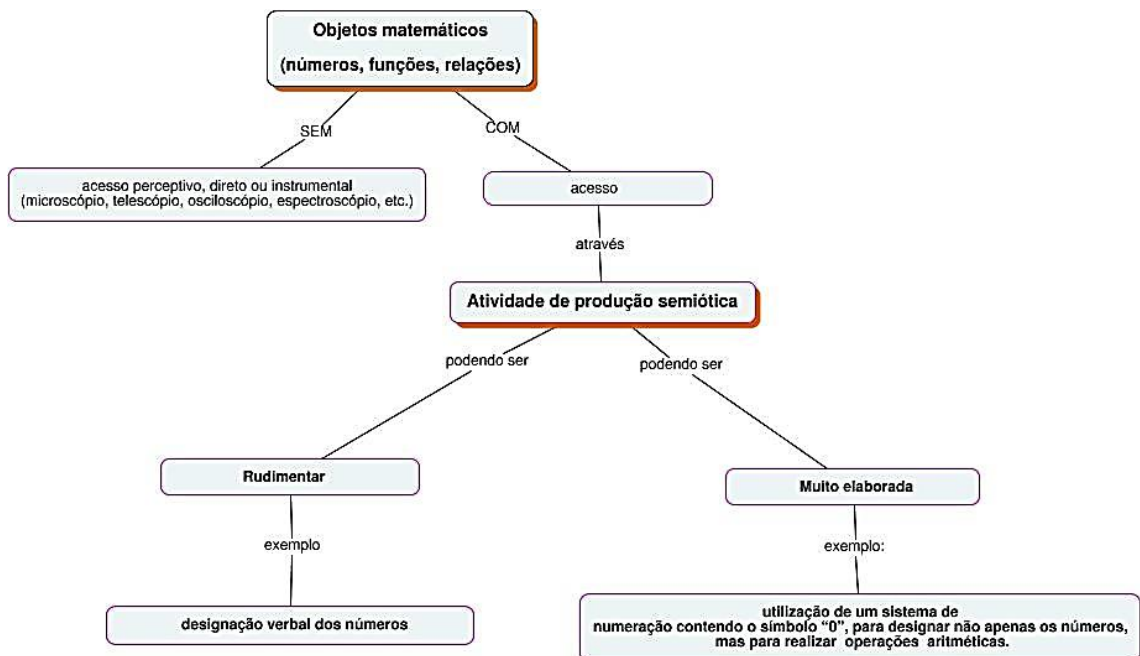 Objetos matemáticos
(números, funções, relações)
SEM
COM
acesso perceptivo, direto ou instrumental
(microscópio, telescópio, osciloscópio, espectroscópio, etc.)
acesso
através
Atividade de produção semiótica
podendo ser
podendo ser
Rudimentar
Muito elaborada
exemplo
exemplo:
designação verbal dos números
utilização de um sistema de
numeração contendo o símbolo “0”, para designar não apenas os números,
mas para realizar operações aritméticas.